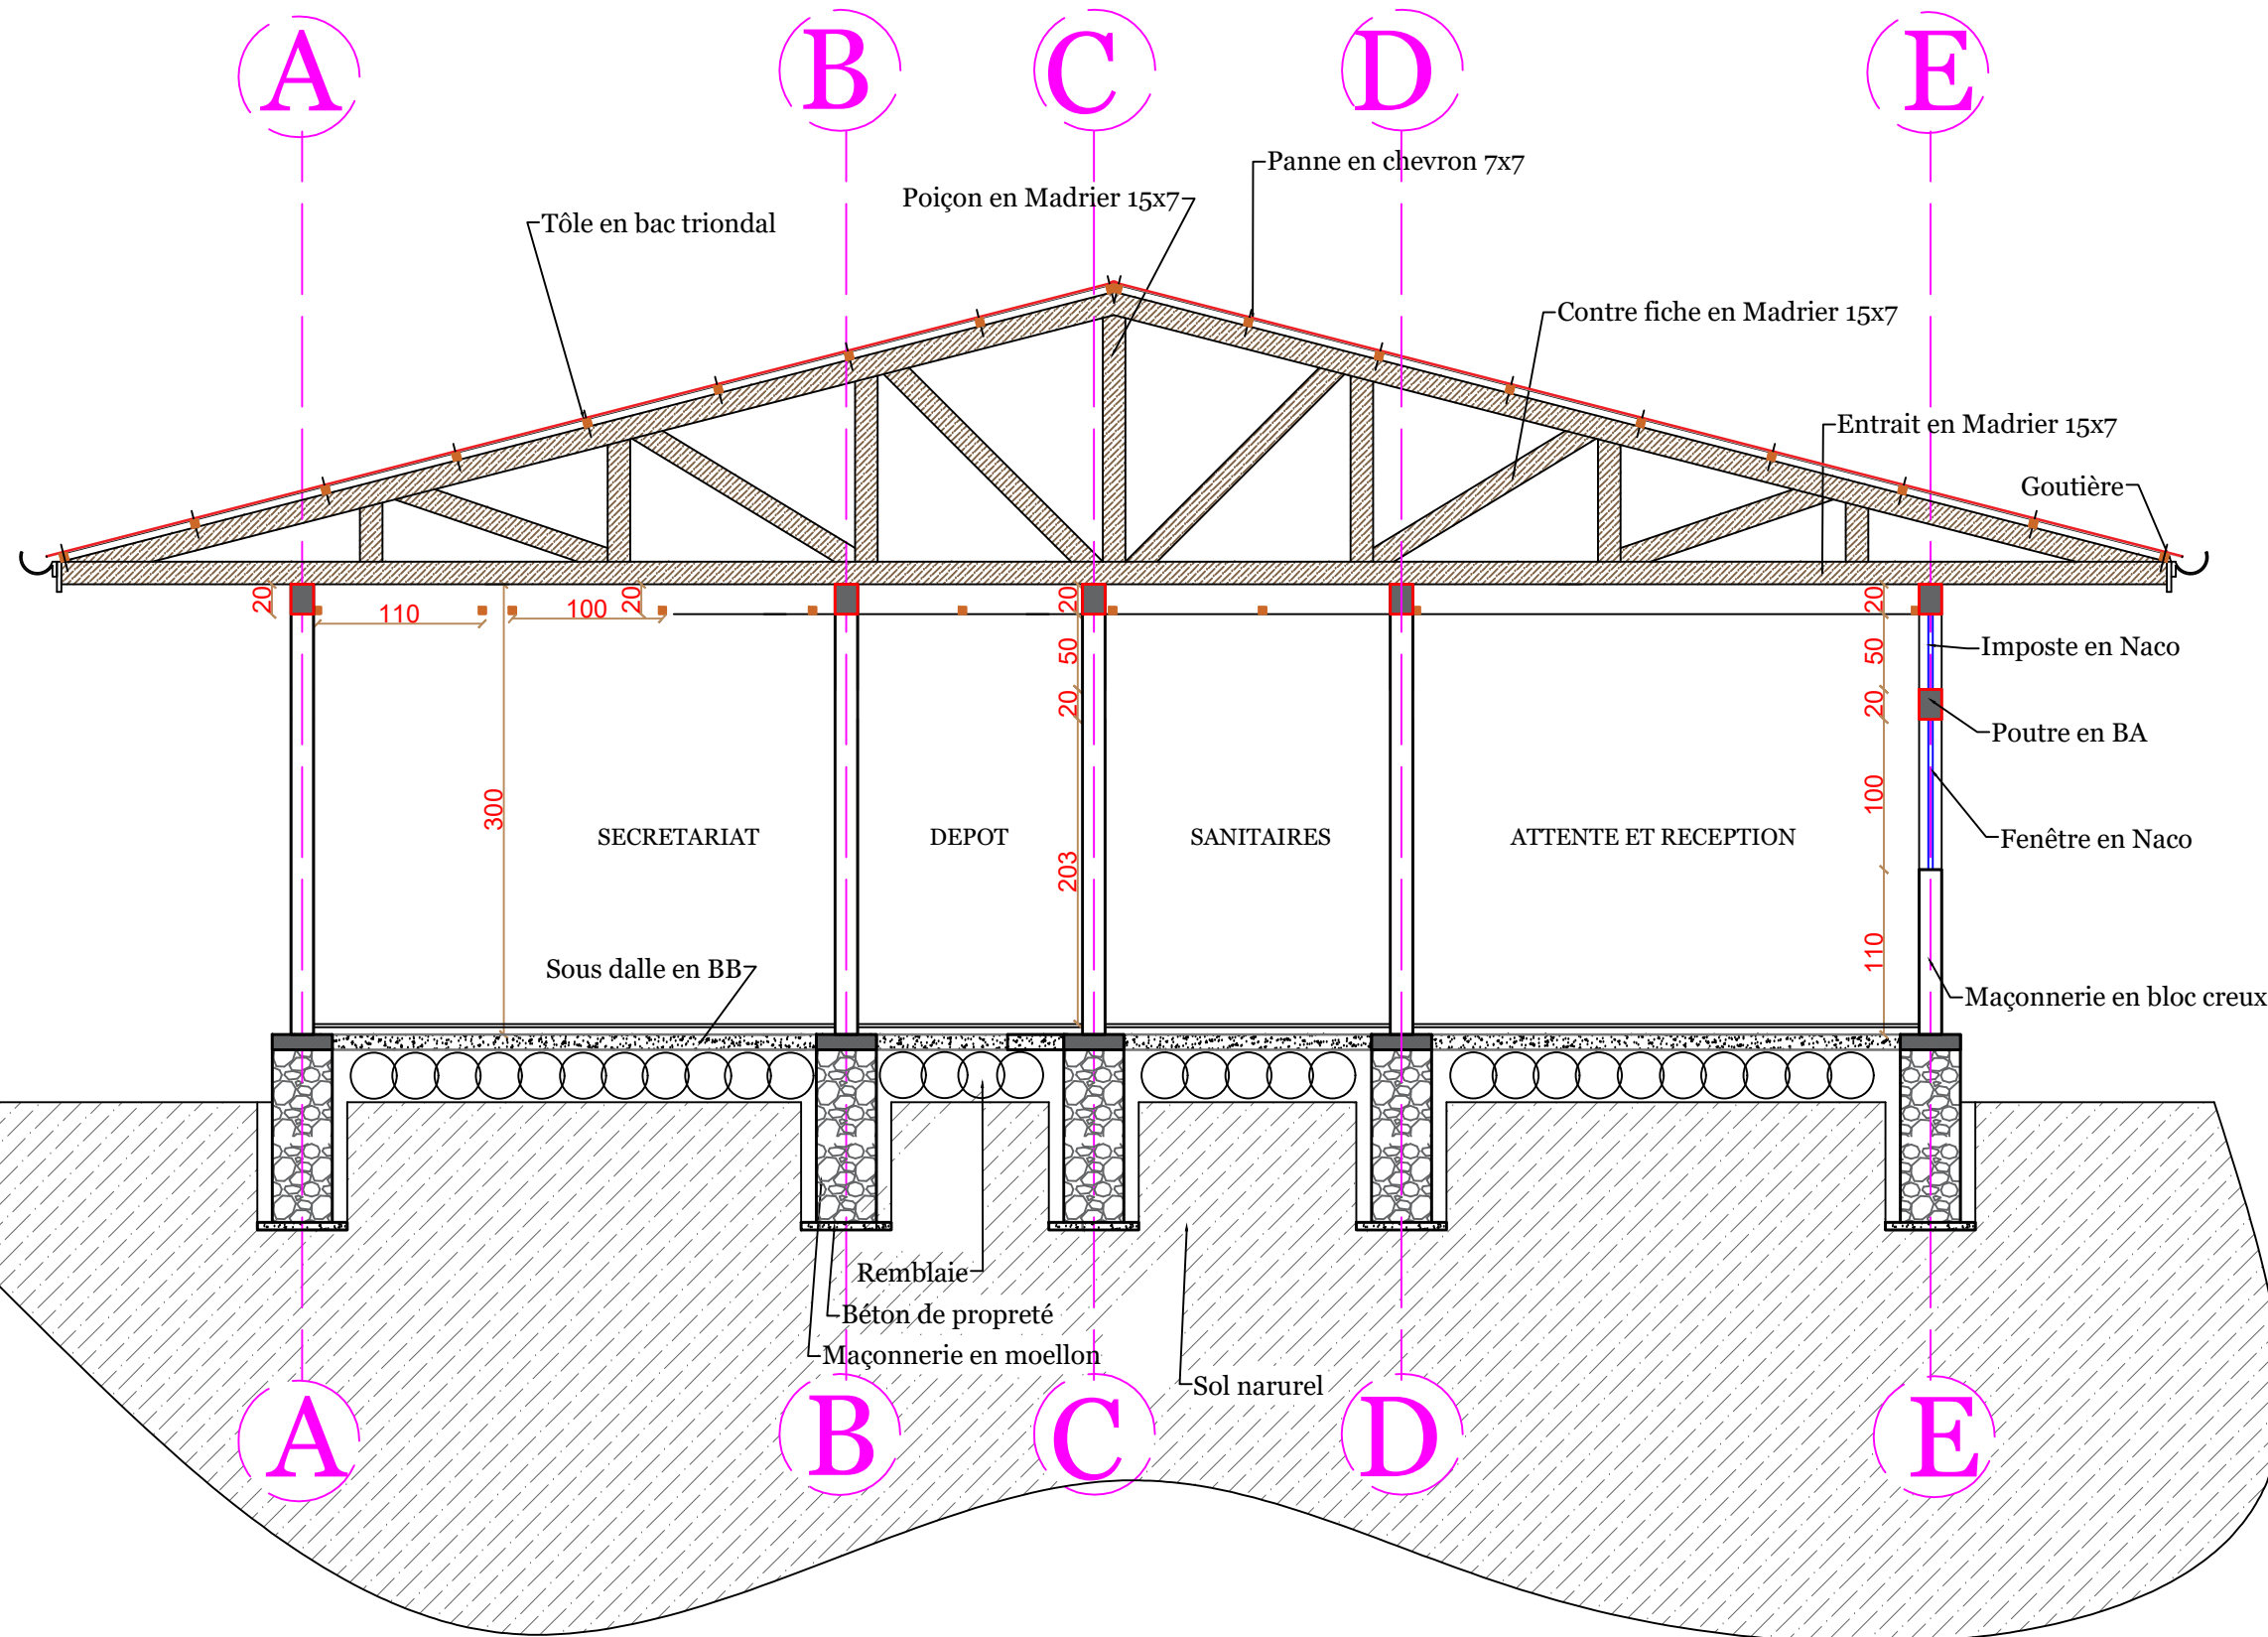 A B C D E
Panne en chevron 7x7
Poiçon en Madrier 15x7
Tôle en bac triondal
Contre fiche en Madrier 15x7
Entrait en Madrier 15x7
Goutière
20 110 100 20 20 20
50 50
Imposte en Naco
20 20
Poutre en BA
300 100
SECRETARIAT DEPOT SANITAIRES ATTENTE ET RECEPTION
Fenêtre en Naco
203
110
Sous dalle en BB
Maçonnerie en bloc creux
Remblaie
Béton de propreté
Maçonnerie en moellon
Sol narurel
A B C D E